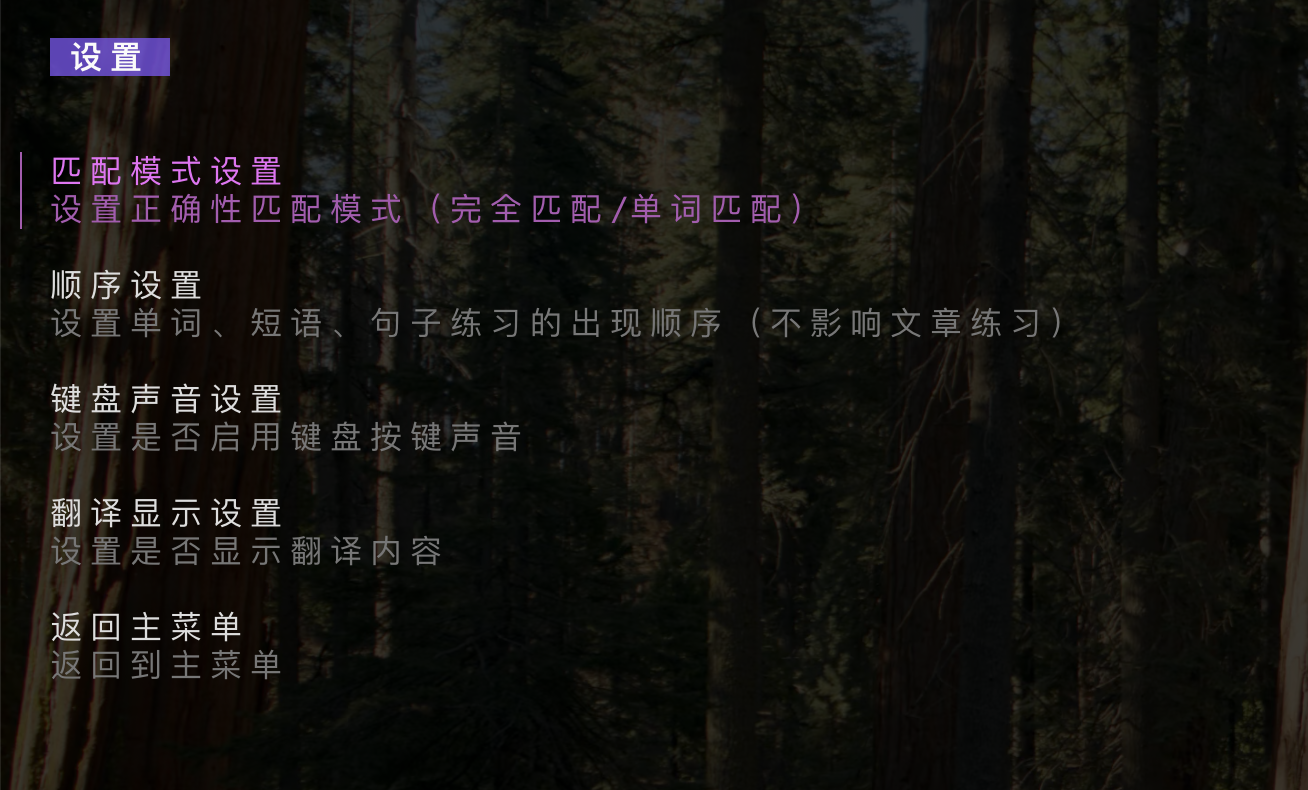 设置
匹配模式设置
设置正确性匹配模式（完全匹配/单词匹配）
顺序设置
设置单词、短语、句子练习的出现顺序（不影响文章练习）
键盘声音设置
设置是否启用键盘按键声音
翻译显示设置
设置是否显示翻译内容
返回主菜单
返回到主菜单